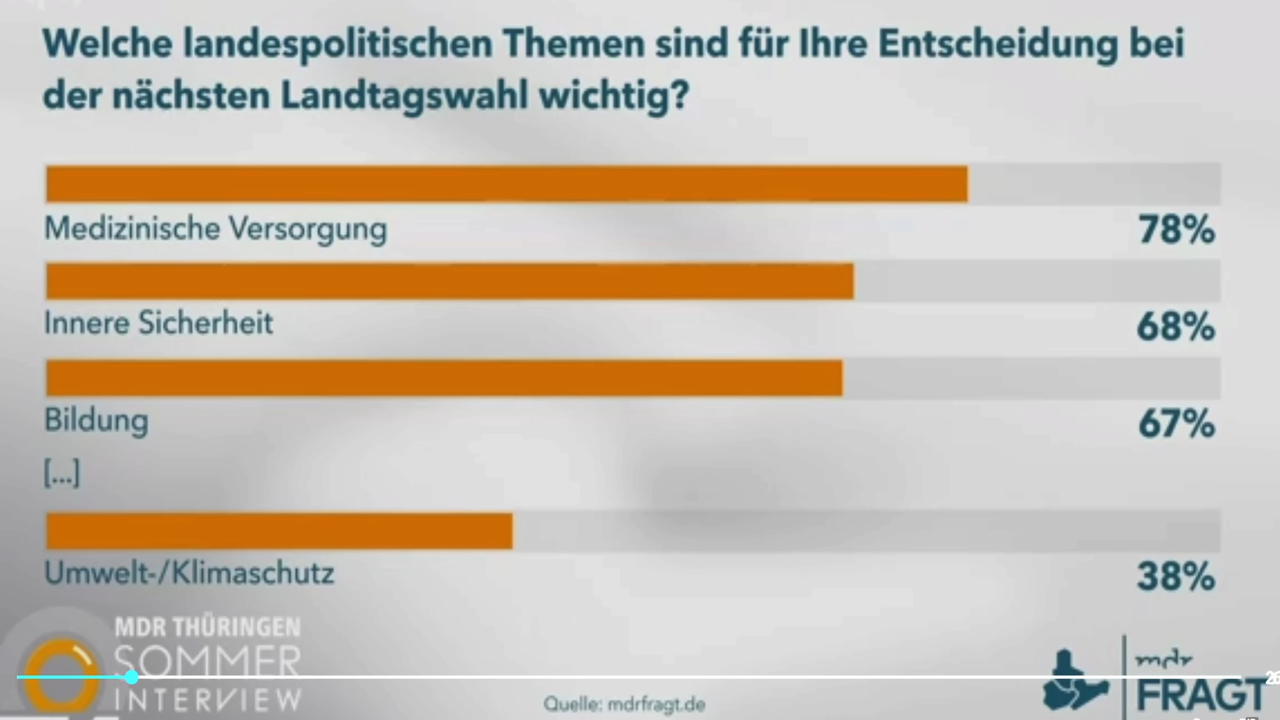 Welche landespolitischen Themen sind für Ihre Entscheidung bei
der nächsten Landtagswahl wichtig?
Medizinische Versorgung
78%
Innere Sicherheit
68%
Bildung
67%
[...]
Umwelt-/Klimaschutz
38%
MDR THÜRINGEN
SOMMER
INTERVIEW
Quelle: mdrfragt.de
mdr
FRAGT